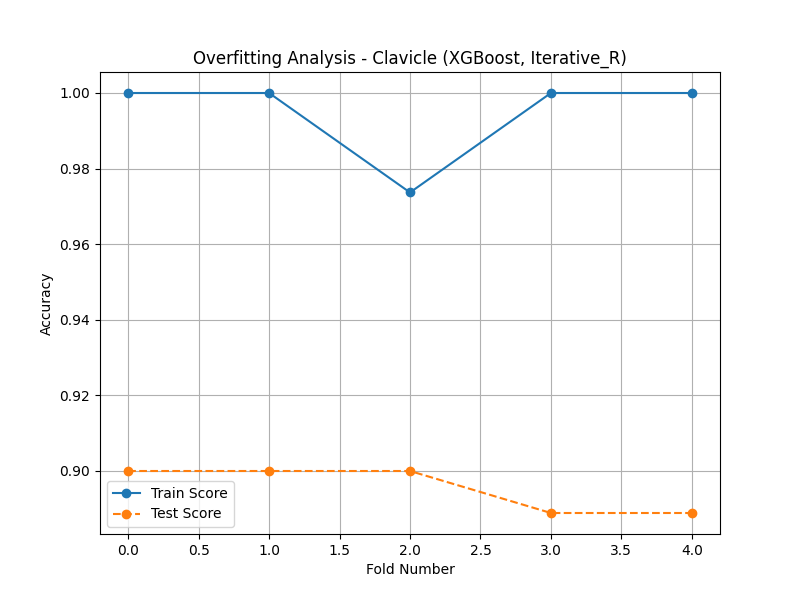 Overfitting Analysis - Clavicle (XGBoost, Iterative_R)
1.00
0.98
0.96
0.94
0.92
0.90
Accuracy
Train Score
Test Score
0.0 0.5 1.0 1.5 2.0 2.5 3.0 3.5 4.0
Fold Number